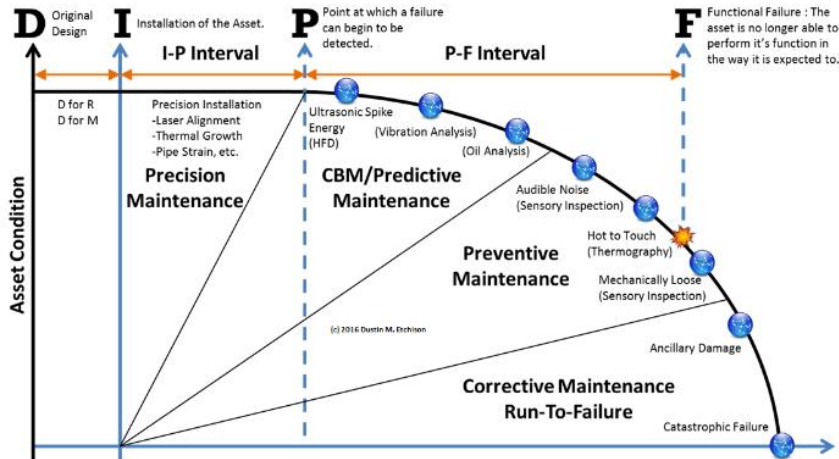 D Original
Design
I Installation of the Asset.
P Point at which a failure
can begin to be
detected.
F Functional Failure : The
asset is no longer able to
perform it's function in
the way it is expected to.
I-P Interval
P-F Interval
D for R
D for M
Precision Installation
-Laser Alignment
-Thermal Growth
-Pipe Strain, etc.
Precision
Maintenance
Ultrasonic Spike
Energy
(HFD)
(Vibration Analysis)
(Oil Analysis)
CBM/Predictive
Maintenance
Audible Noise
(Sensory Inspection)
Hot to Touch
(Thermography)
Preventive
Maintenance
Mechanically Loose
(Sensory Inspection)
(c) 2016 Dustin M. Etchison
Ancillary Damage
Corrective Maintenance
Run-To-Failure
Catastrophic Failure
Asset Condition